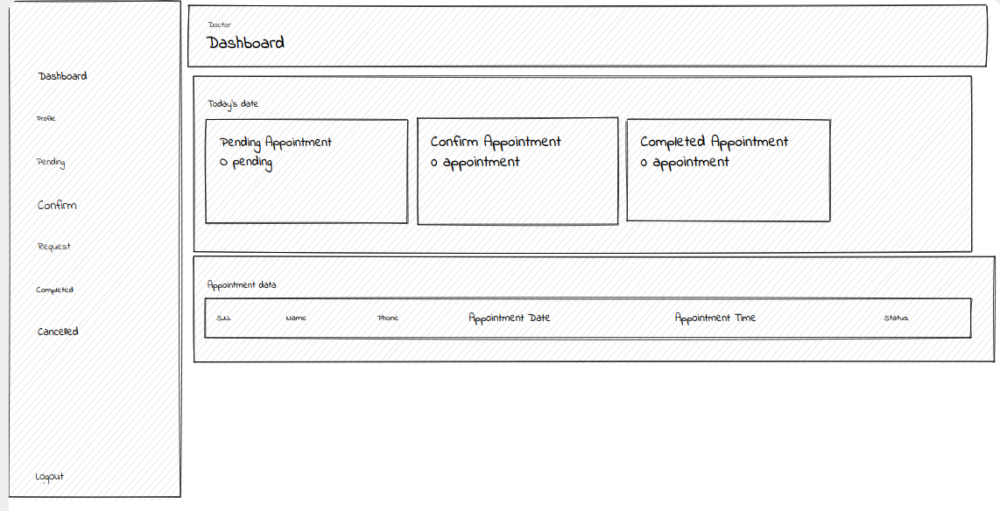 Dashboard
Profile
Pending
Confirm
Request
Completed
Cancelled
Logout
Doctor
Dashboard
Today's date
Pending Appointment
0 pending
Confirm Appointment
0 appointment
Completed Appointment
0 appointment
Appointment data
S.N. Name Phone Appointment Date Appointment Time Status